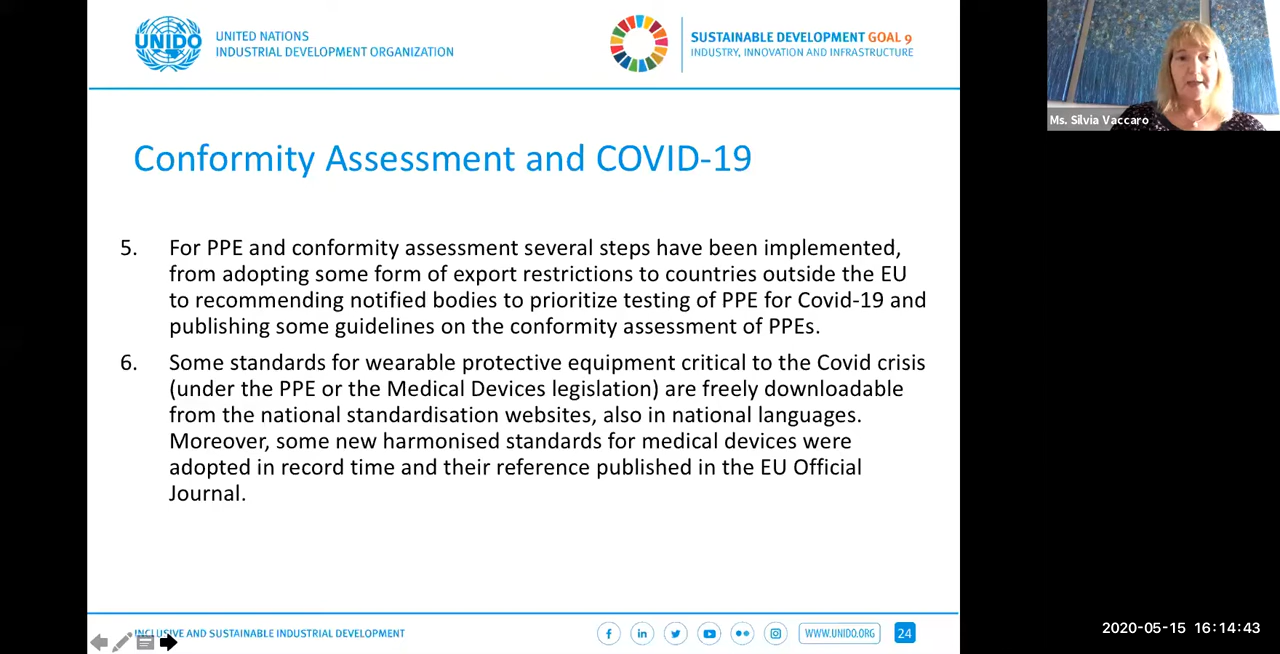 UNIDO
UNITED NATIONS
INDUSTRIAL DEVELOPMENT ORGANIZATION
SUSTAINABLE DEVELOPMENT GOAL 9
INDUSTRY, INNOVATION AND INFRASTRUCTURE
Ms. Silvia Vaccaro
Conformity Assessment and COVID-19
5. For PPE and conformity assessment several steps have been implemented,
from adopting some form of export restrictions to countries outside the EU
to recommending notified bodies to prioritize testing of PPE for Covid-19 and
publishing some guidelines on the conformity assessment of PPEs.
6. Some standards for wearable protective equipment critical to the Covid crisis
(under the PPE or the Medical Devices legislation) are freely downloadable
from the national standardisation websites, also in national languages.
Moreover, some new harmonised standards for medical devices were
adopted in record time and their reference published in the EU Official
Journal.
INCLUSIVE AND SUSTAINABLE INDUSTRIAL DEVELOPMENT
WWW.UNIDO.ORG
24
2020-05-15 16:14:43